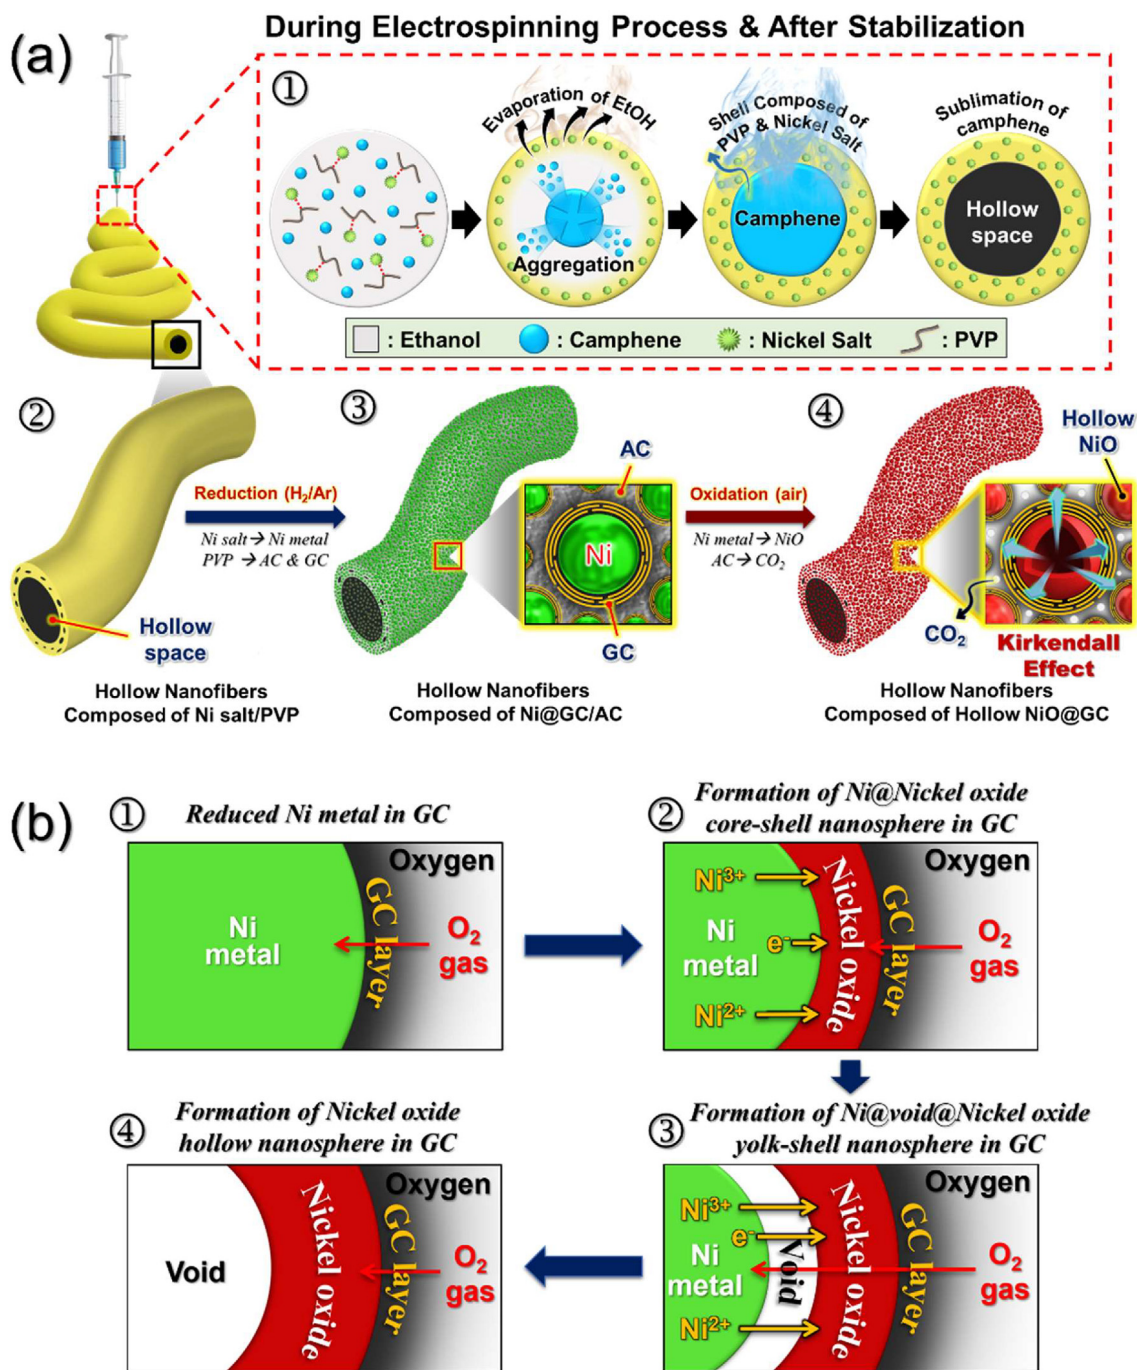 (a)
During Electrospinning Process & After Stabilization
①
Evaporation of EtOH
Aggregation
Shell Composed of
PVP & Nickel Salt
Camphene
Sublimation of
camphene
Hollow
space
: Ethanol : Camphene : Nickel Salt : PVP
②
Hollow
space
Hollow Nanofibers
Composed of Ni salt/PVP
Reduction (H₂/Ar)
Ni salt → Ni metal
PVP → AC & GC
③
AC
Ni
GC
Hollow Nanofibers
Composed of Ni@GC/AC
Oxidation (air)
Ni metal → NiO
AC → CO₂
④
Hollow
NiO
CO₂
Kirkendall
Effect
Hollow Nanofibers
Composed of Hollow NiO@GC
(b)
①
Reduced Ni metal in GC
Ni
metal
GC layer
Oxygen
O₂
gas
②
Formation of Ni@Nickel oxide
core-shell nanosphere in GC
Ni³⁺
Ni
metal
e⁻
Ni²⁺
Nickel oxide
GC layer
Oxygen
O₂
gas
④
Formation of Nickel oxide
hollow nanosphere in GC
Void
Nickel oxide
GC layer
Oxygen
O₂
gas
③
Formation of Ni@void@Nickel oxide
yolk-shell nanosphere in GC
Ni³⁺
e⁻
Ni
metal
Ni²⁺
Void
Nickel oxide
GC layer
Oxygen
O₂
gas